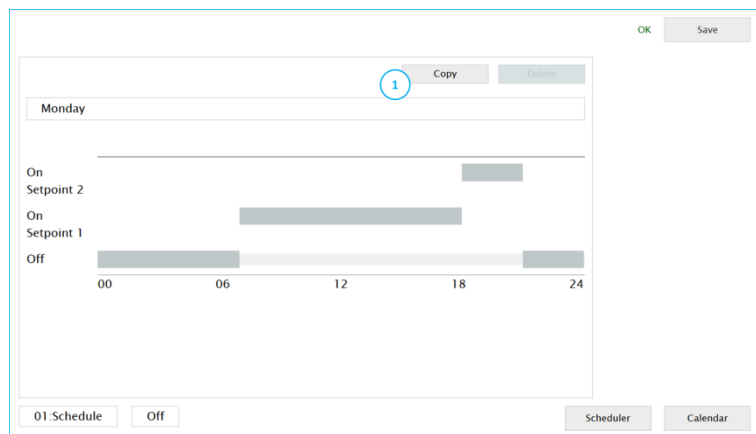 OK Save
Copy Delete
1
Monday
On
Setpoint 2
On
Setpoint 1
Off
00 06 12 18 24
01:Schedule Off Scheduler Calendar